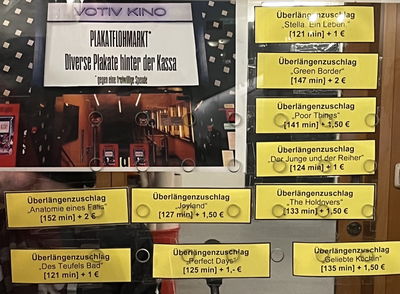 VOTIV KINO
PLAKATFLOHMARKT*
Diverse Plakate hinter der Kassa
*gegen eine freiwillige Spende
Überlängenzuschlag
„Stella. Ein Leben.“
[121 min] + 1 €
Überlängenzuschlag
„Green Border“
[147 min] + 2 €
Überlängenzuschlag
„Poor Things“
[141 min] + 1,50 €
Überlängenzuschlag
„Der Junge und der Reiher“
[124 min] + 1 €
Überlängenzuschlag
„Anatomie eines Falls“
[152 min] + 2 €
Überlängenzuschlag
„Joyland“
[127 min] + 1,50 €
Überlängenzuschlag
„The Holdovers“
[133 min] + 1,50 €
Überlängenzuschlag
„Des Teufels Bad“
[121 min] + 1 €
Überlängenzuschlag
„Perfect Days“
[125 min] + 1,- €
Überlängenzuschlag
„Geliebte Köchin“
[135 min] + 1,50 €